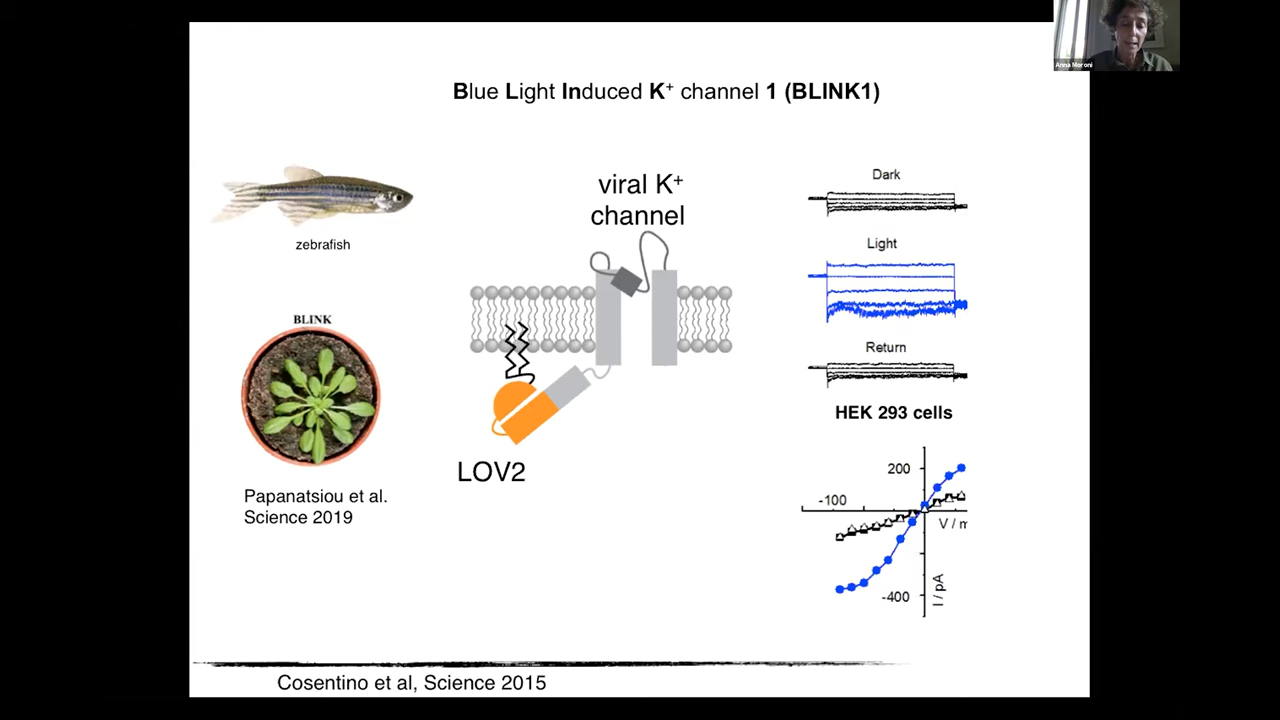 Anna Moroni
Blue Light Induced K+ channel 1 (BLINK1)
zebrafish
BLINK
Papanatsiou et al.
Science 2019
viral K+
channel
LOV2
Dark
Light
Return
HEK 293 cells
200
-100
V / m
-400
I / pA
Cosentino et al, Science 2015